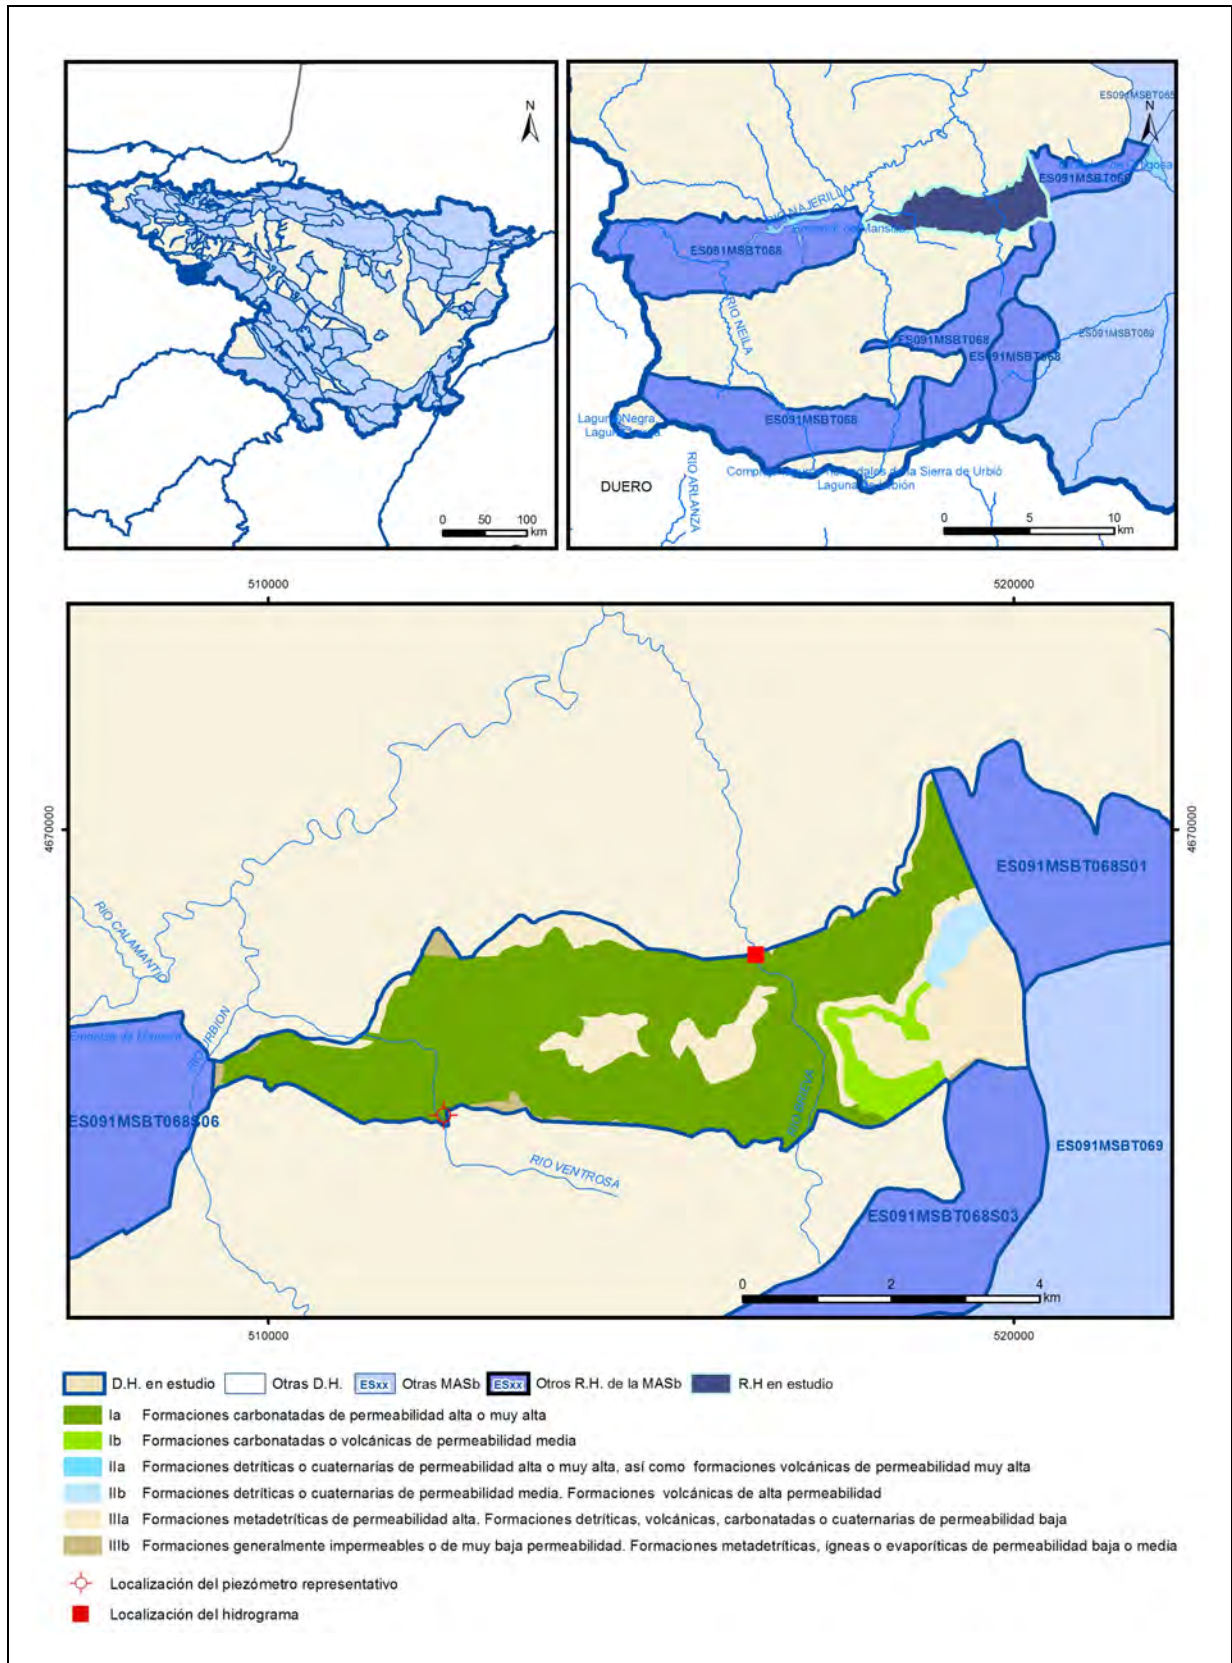 N
0 50 100
km
N
ES091MSBT065
ES091MSBT068
RIO NAJERILLA
ES091MSBT068
RIO NEILA
ES091MSBT069
ES091MSBT068
ES091MSBT068
ES091MSBT068
Laguna Negra,
DUERO
RIO ARLANZA
de la Sierra de Urbió
0 5 10
km
510000
520000
4670000
4670000
ES091MSBT068S01
RIO CALAMANTIO
RIO URBION
ES091MSBT068S06
RIO VENTROSA
ES091MSBT069
ES091MSBT068S03
0 2 4
km
510000
520000
D.H. en estudio
Otras D.H.
ESxx Otras MASb
ESxx Otros R.H. de la MASb
R.H en estudio
Ia Formaciones carbonatadas de permeabilidad alta o muy alta
Ib Formaciones carbonatadas o volcánicas de permeabilidad media
IIa Formaciones detríticas o cuaternarias de permeabilidad alta o muy alta, así como formaciones volcánicas de permeabilidad muy alta
IIb Formaciones detríticas o cuaternarias de permeabilidad media. Formaciones volcánicas de alta permeabilidad
IIIa Formaciones metadetríticas de permeabilidad alta. Formaciones detríticas, volcánicas, carbonatadas o cuaternarias de permeabilidad baja
IIIb Formaciones generalmente impermeables o de muy baja permeabilidad. Formaciones metadetríticas, ígneas o evaporíticas de permeabilidad baja o media
Localización del piezómetro representativo
Localización del hidrograma